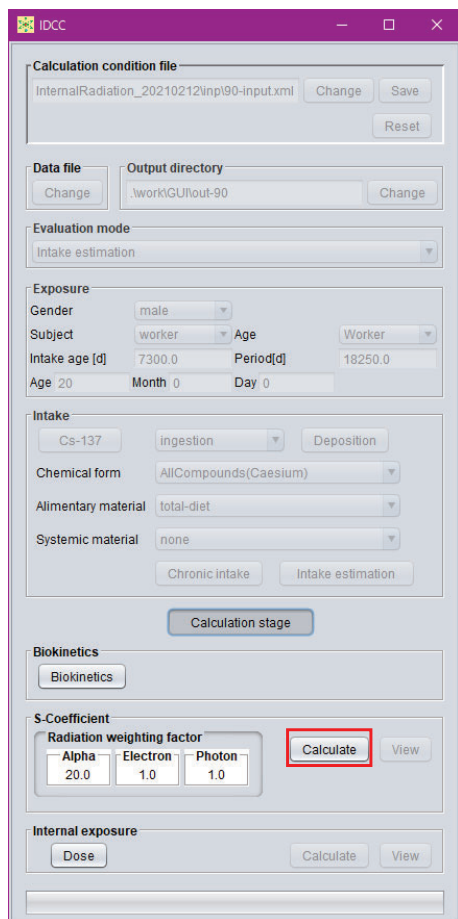 IDCC
Calculation condition file
InternalRadiation_20210212\inp\90-input.xml Change Save
Reset
Data file Output directory
Change .\work\GUI\out-90 Change
Evaluation mode
Intake estimation
Exposure
Gender male
Subject worker Age Worker
Intake age [d] 7300.0 Period[d] 18250.0
Age 20 Month 0 Day 0
Intake
Cs-137 ingestion Deposition
Chemical form AllCompounds(Caesium)
Alimentary material total-diet
Systemic material none
Chronic intake Intake estimation
Calculation stage
Biokinetics
Biokinetics
S-Coefficient
Radiation weighting factor
Alpha Electron Photon Calculate View
20.0 1.0 1.0
Internal exposure
Dose Calculate View